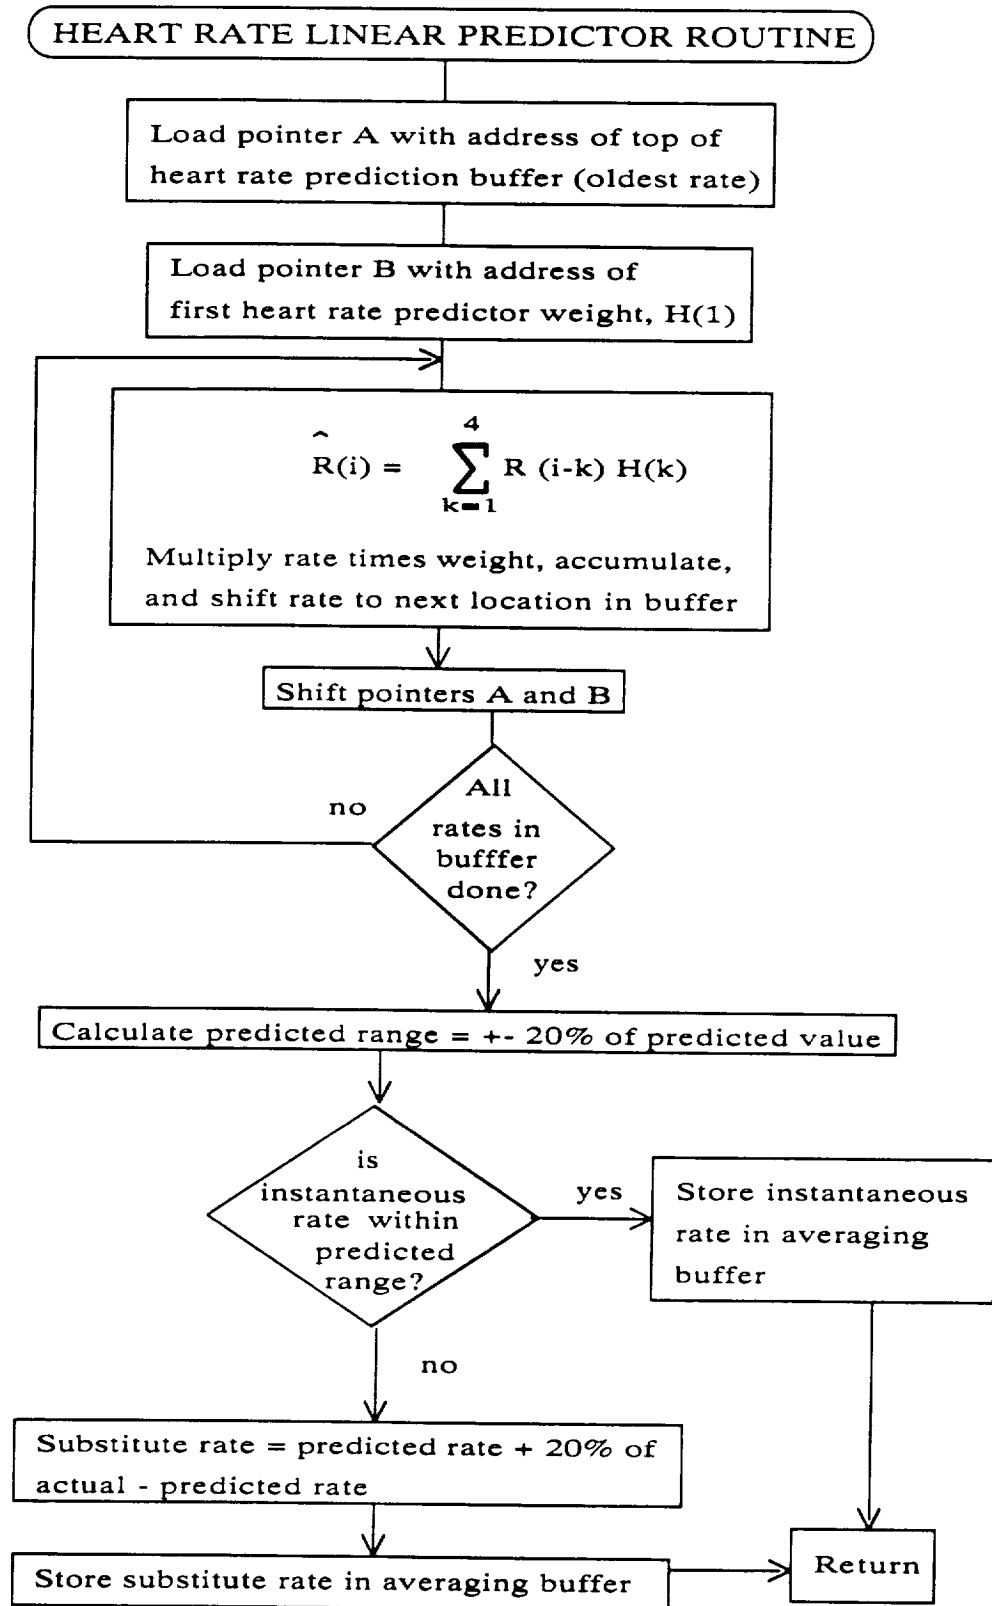 HEART RATE LINEAR PREDICTOR ROUTINE
Load pointer A with address of top of
heart rate prediction buffer (oldest rate)
Load pointer B with address of
first heart rate predictor weight, H(1)
4
R̂(i) = ∑ R (i-k) H(k)
k=1
Multiply rate times weight, accumulate,
and shift rate to next location in buffer
Shift pointers A and B
no
All
rates in
bufffer
done?
yes
Calculate predicted range = +- 20% of predicted value
is
instantaneous
rate within
predicted
range?
yes
Store instantaneous
rate in averaging
buffer
no
Substitute rate = predicted rate + 20% of
actual - predicted rate
Store substitute rate in averaging buffer
Return